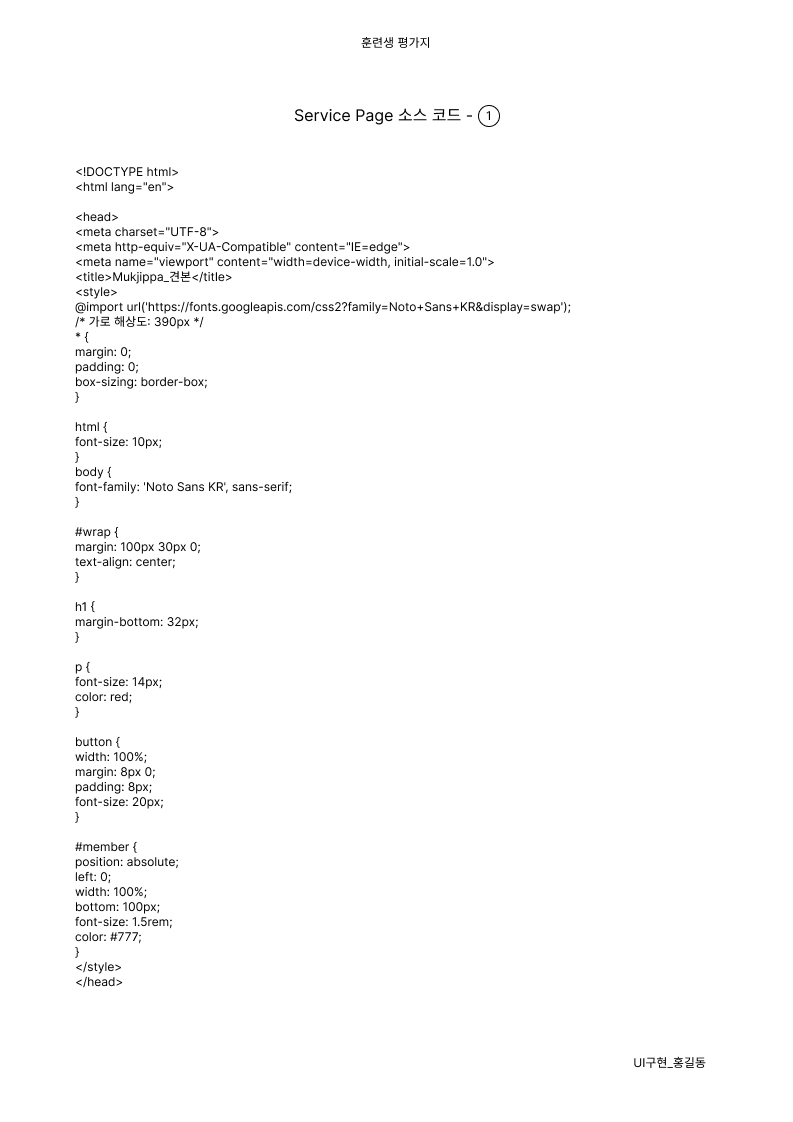 훈련생 평가지
Service Page 소스 코드 - ①
<!DOCTYPE html>
<html lang="en">
<head>
<meta charset="UTF-8">
<meta http-equiv="X-UA-Compatible" content="IE=edge">
<meta name="viewport" content="width=device-width, initial-scale=1.0">
<title>Mukjippa_견본</title>
<style>
@import url('https://fonts.googleapis.com/css2?family=Noto+Sans+KR&display=swap');
/* 가로 해상도: 390px */
* {
margin: 0;
padding: 0;
box-sizing: border-box;
}
html {
font-size: 10px;
}
body {
font-family: 'Noto Sans KR', sans-serif;
}
#wrap {
margin: 100px 30px 0;
text-align: center;
}
h1 {
margin-bottom: 32px;
}
p {
font-size: 14px;
color: red;
}
button {
width: 100%;
margin: 8px 0;
padding: 8px;
font-size: 20px;
}
#member {
position: absolute;
left: 0;
width: 100%;
bottom: 100px;
font-size: 1.5rem;
color: #777;
}
</style>
</head>
UI구현_홍길동